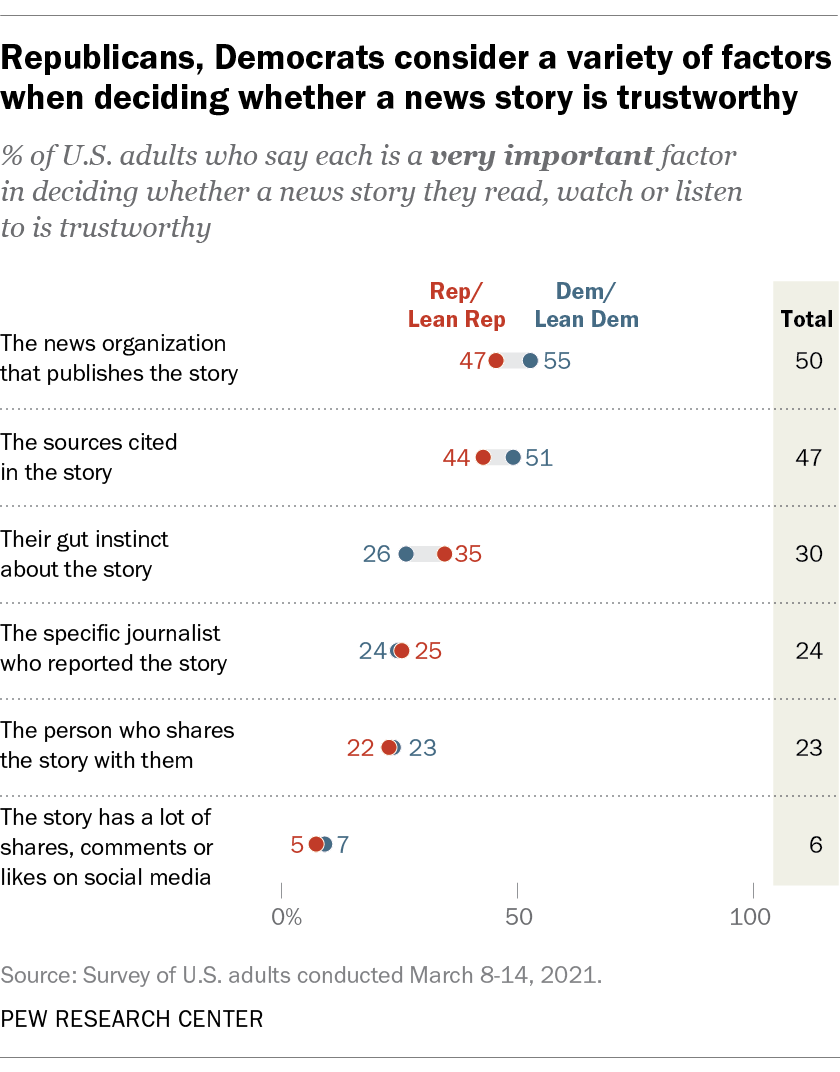 Republicans, Democrats consider a variety of factors
when deciding whether a news story is trustworthy
% of U.S. adults who say each is a very important factor
in deciding whether a news story they read, watch or listen
to is trustworthy
Rep/
Lean Rep
Dem/
Lean Dem
Total
The news organization
that publishes the story
47 55 50
The sources cited
in the story
44 51 47
Their gut instinct
about the story
26 35 30
The specific journalist
who reported the story
24 25 24
The person who shares
the story with them
22 23 23
The story has a lot of
shares, comments or
likes on social media
5 7 6
0% 50 100
Source: Survey of U.S. adults conducted March 8-14, 2021.
PEW RESEARCH CENTER